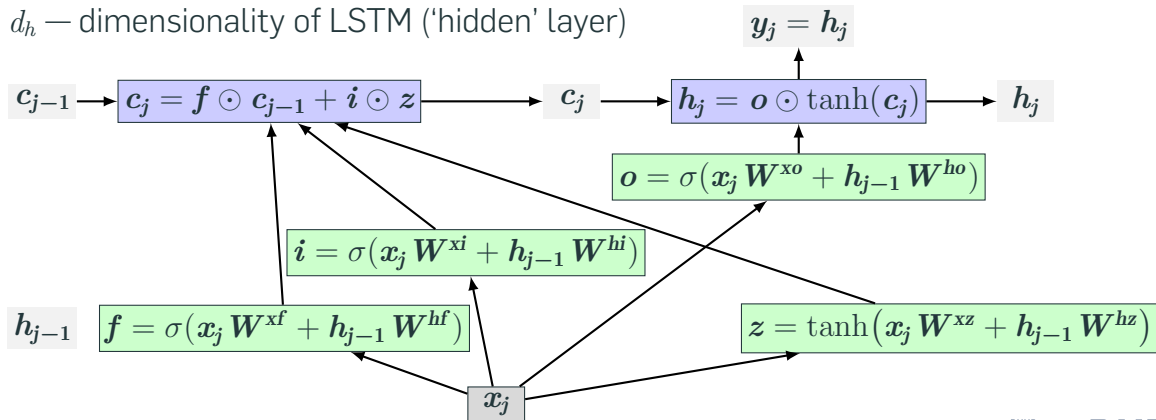 d_h — dimensionality of LSTM (‘hidden’ layer)
y_j = h_j
c_{j−1} c_j = f ⊙ c_{j−1} + i ⊙ z c_j h_j = o ⊙ tanh(c_j) h_j
o = σ(x_j W^{xo} + h_{j−1} W^{ho})
i = σ(x_j W^{xi} + h_{j−1} W^{hi})
h_{j−1} f = σ(x_j W^{xf} + h_{j−1} W^{hf}) z = tanh(x_j W^{xz} + h_{j−1} W^{hz})
x_j